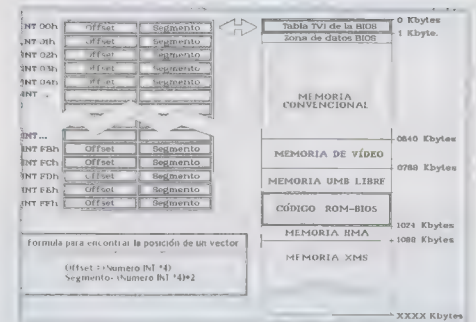 INT 00h Offset Segmento
INT 01h Offset Segmento
INT 02h Offset Segmento
INT 03h Offset Segmento
INT 04h Offset Segmento
INT
INT...
INT FBh Offset Segmento
INT FCh Offset Segmento
INT FDh Offset Segmento
INT FEh Offset Segmento
INT FFh Offset Segmento
Formula para encontrar la posición de un vector
Offset = (Numero INT *4)
Segmento= (Numero INT *4)+2
Tabla TVI de la BIOS
Zona de datos BIOS
MEMORIA
CONVENCIONAL
MEMORIA DE VÍDEO
MEMORIA UMB LIBRE
CÓDIGO ROM-BIOS
MEMORIA HMA
MEMORIA XMS
0 Kbytes
1 Kbyte.
0640 Kbytes
0768 Kbytes
1024 Kbytes
1088 Kbytes
XXXX Kbytes